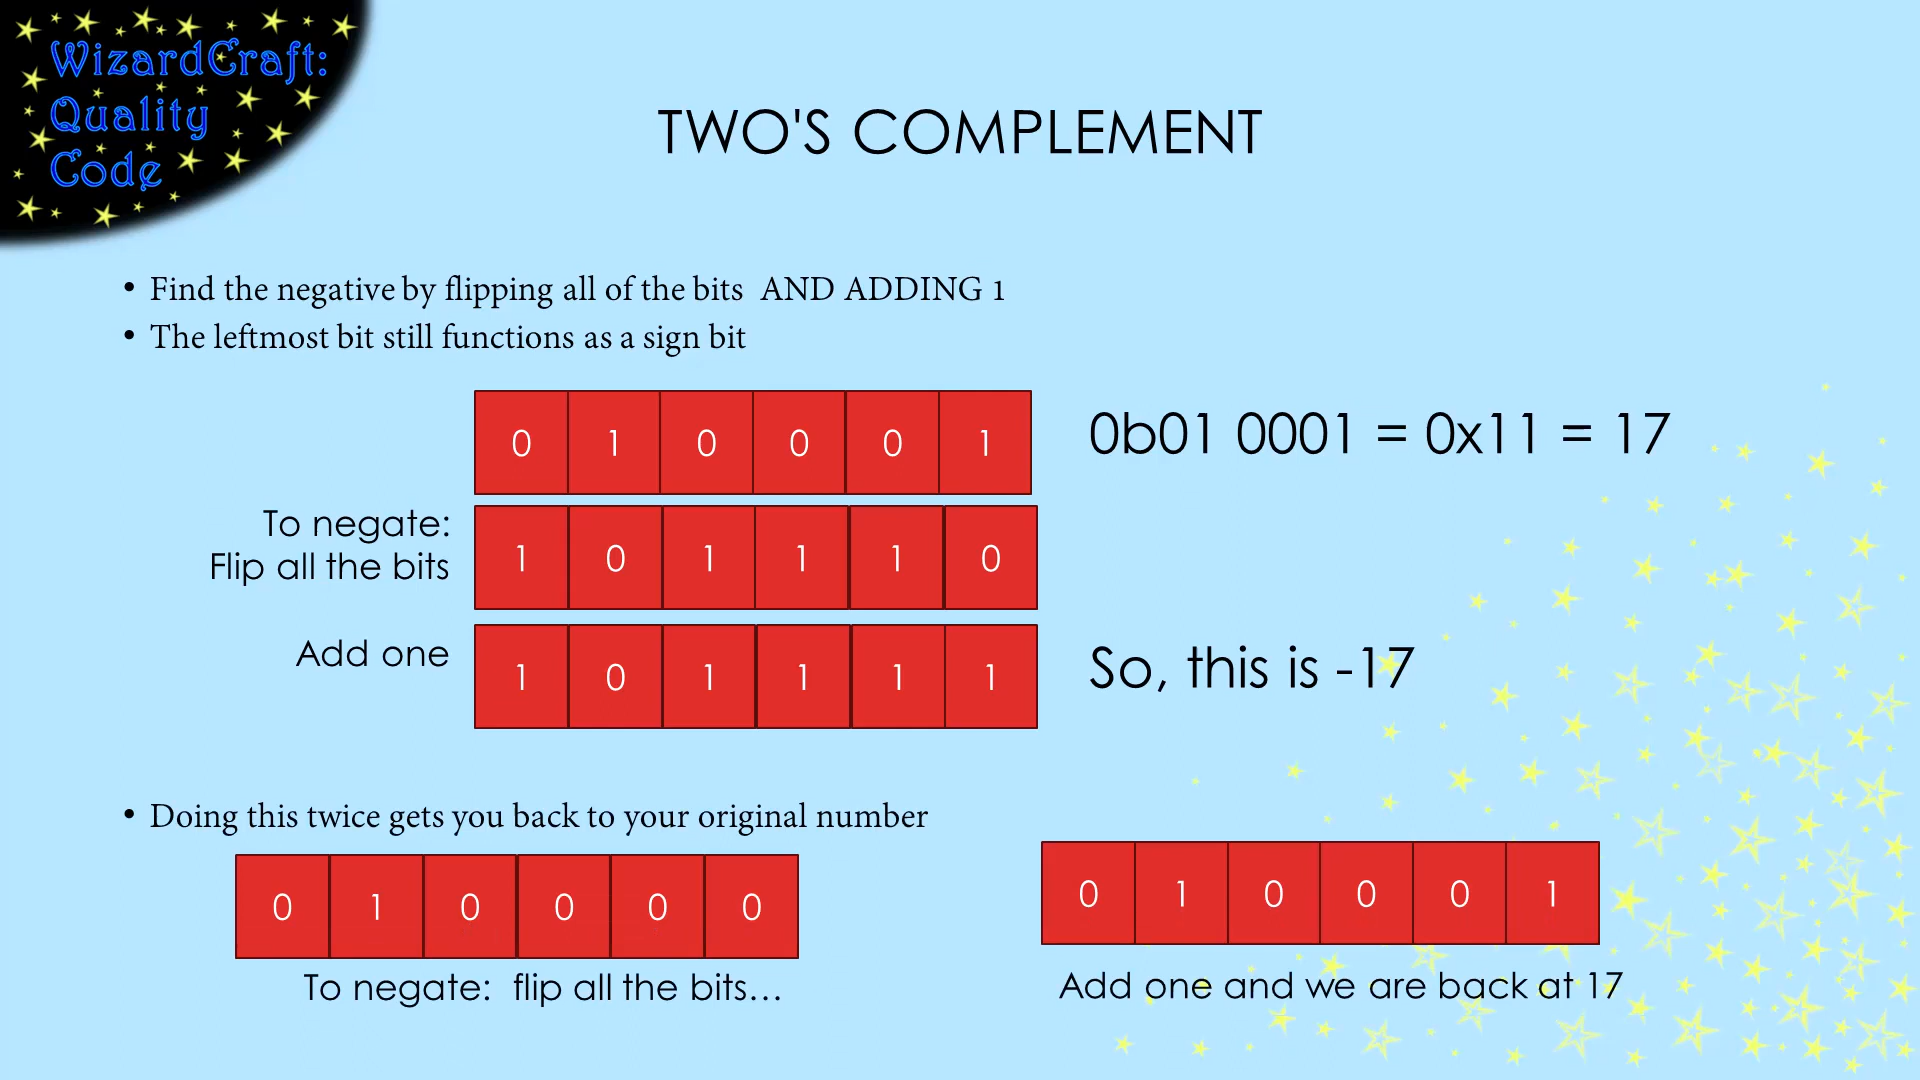 WizardCraft:
Quality
Code
TWO'S COMPLEMENT
• Find the negative by flipping all of the bits  AND ADDING 1
• The leftmost bit still functions as a sign bit
0 1 0 0 0 1
0b01 0001 = 0x11 = 17
To negate:
Flip all the bits
1 0 1 1 1 0
Add one
1 0 1 1 1 1
So, this is -17
• Doing this twice gets you back to your original number
0 1 0 0 0 0
0 1 0 0 0 1
To negate:  flip all the bits...
Add one and we are back at 17